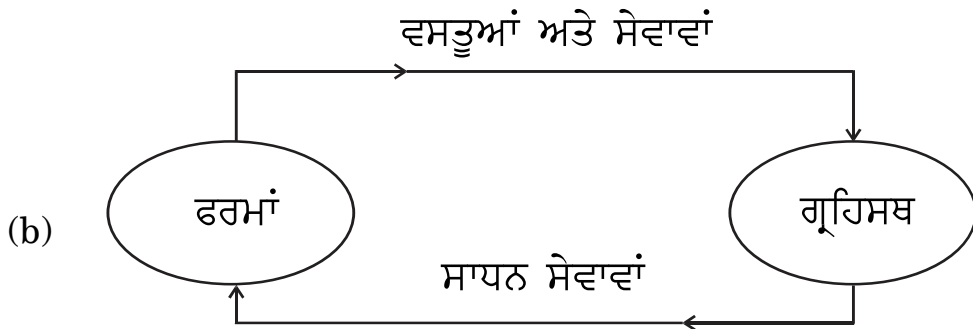 ਵਸਤੂਆਂ ਅਤੇ ਸੇਵਾਵਾਂ
ਫਰਮਾਂ
ਗ੍ਰਹਿਸਥ
(b)
ਸਾਧਨ ਸੇਵਾਵਾਂ